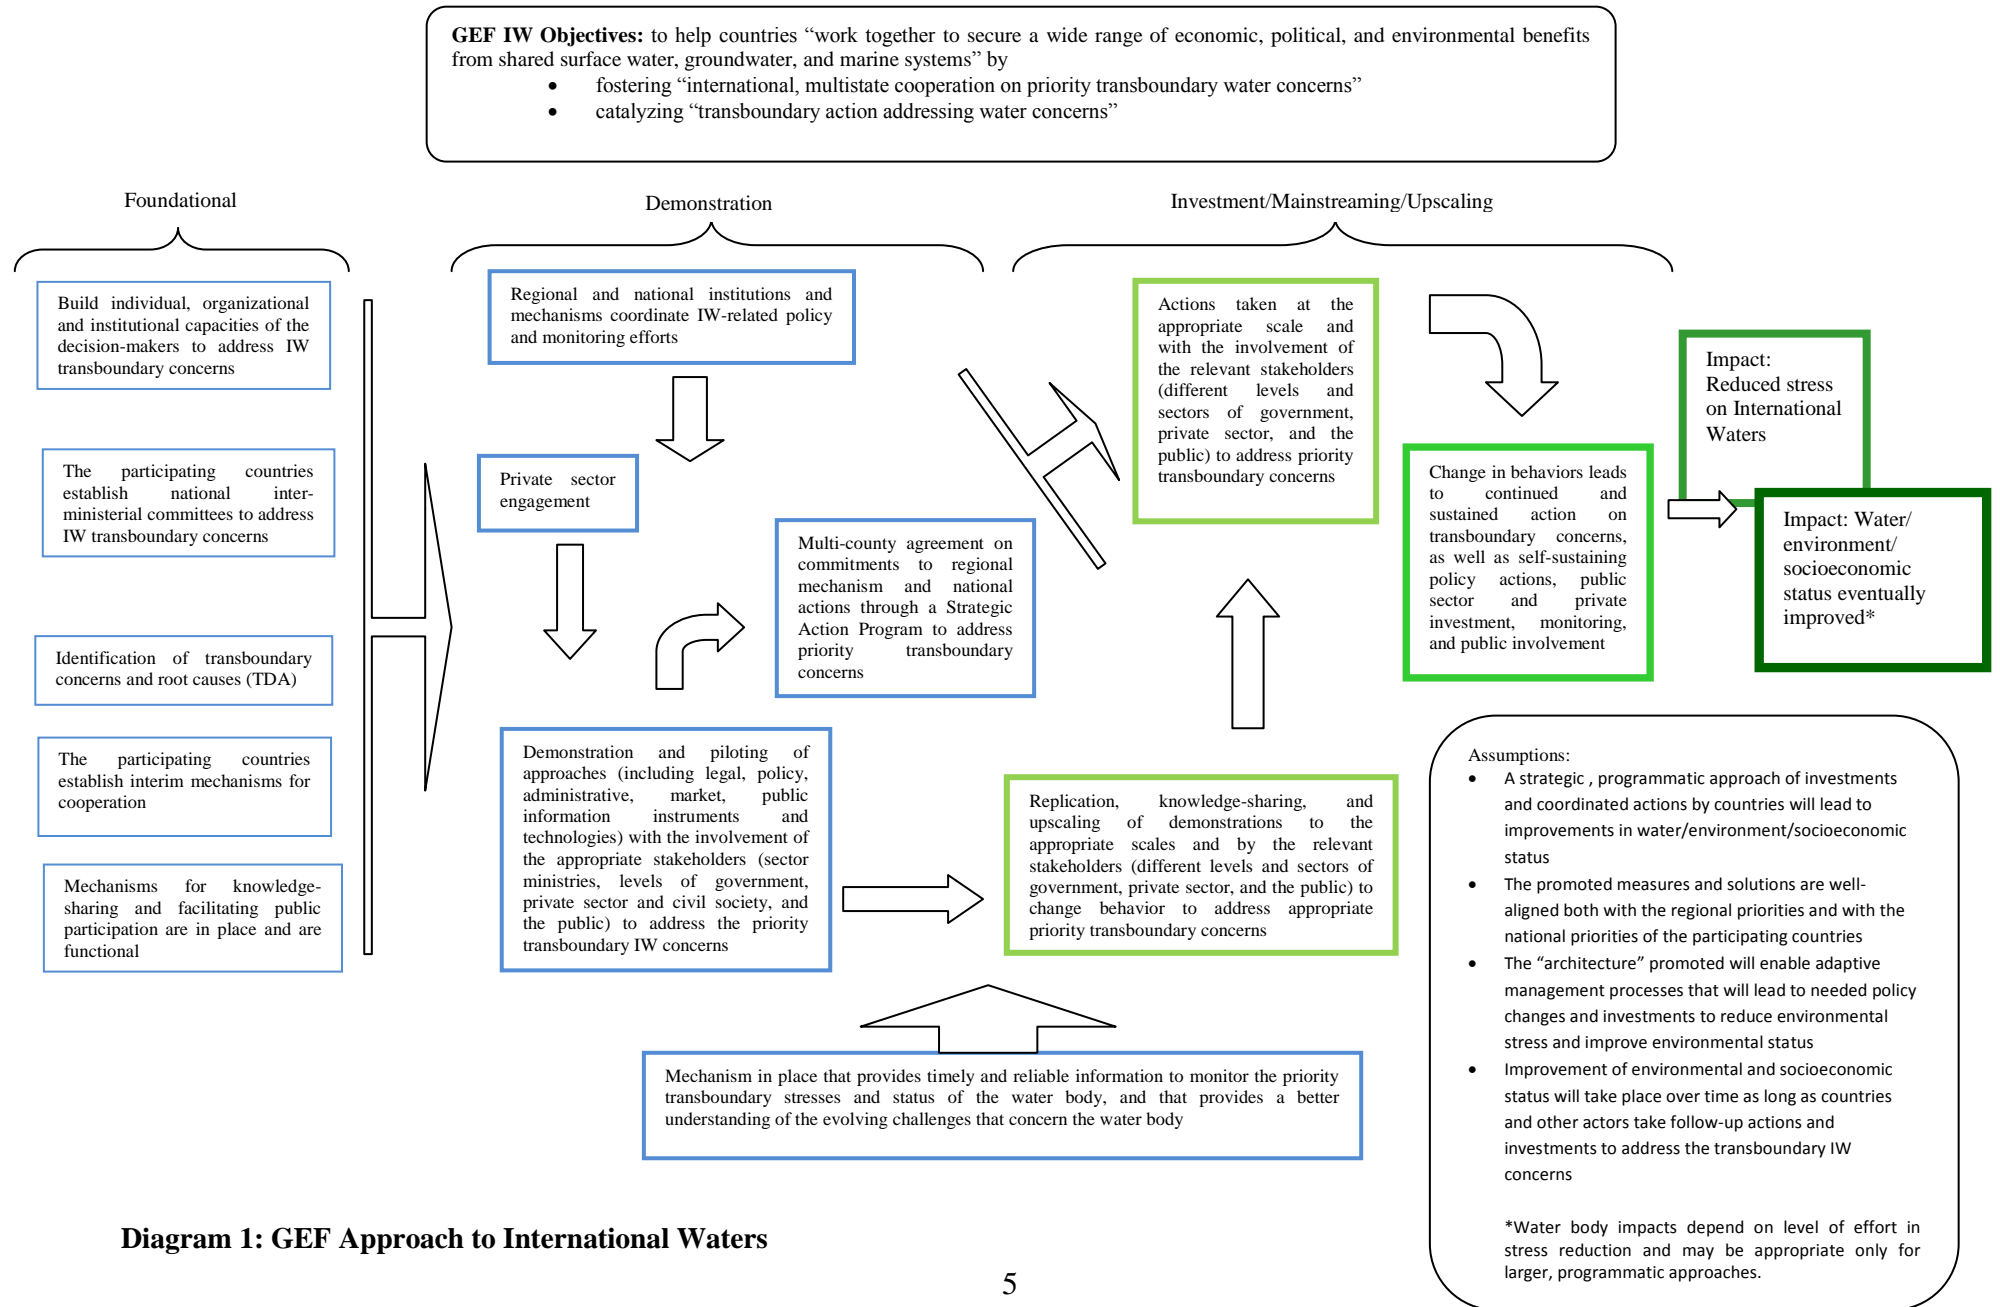 GEF IW Objectives: to help countries “work together to secure a wide range of economic, political, and environmental benefits
from shared surface water, groundwater, and marine systems” by
• fostering “international, multistate cooperation on priority transboundary water concerns”
• catalyzing “transboundary action addressing water concerns”
Foundational
Demonstration
Investment/Mainstreaming/Upscaling
Build individual, organizational
and institutional capacities of the
decision-makers to address IW
transboundary concerns
The participating countries
establish national inter-
ministerial committees to address
IW transboundary concerns
Identification of transboundary
concerns and root causes (TDA)
The participating countries
establish interim mechanisms for
cooperation
Mechanisms for knowledge-
sharing and facilitating public
participation are in place and are
functional
Regional and national institutions and
mechanisms coordinate IW-related policy
and monitoring efforts
Private sector
engagement
Multi-county agreement on
commitments to regional
mechanism and national
actions through a Strategic
Action Program to address
priority transboundary
concerns
Demonstration and piloting of
approaches (including legal, policy,
administrative, market, public
information instruments and
technologies) with the involvement of
the appropriate stakeholders (sector
ministries, levels of government,
private sector and civil society, and
the public) to address the priority
transboundary IW concerns
Actions taken at the
appropriate scale and
with the involvement of
the relevant stakeholders
(different levels and
sectors of government,
private sector, and the
public) to address priority
transboundary concerns
Replication, knowledge-sharing, and
upscaling of demonstrations to the
appropriate scales and by the relevant
stakeholders (different levels and sectors of
government, private sector, and the public) to
change behavior to address appropriate
priority transboundary concerns
Mechanism in place that provides timely and reliable information to monitor the priority
transboundary stresses and status of the water body, and that provides a better
understanding of the evolving challenges that concern the water body
Change in behaviors leads
to continued and
sustained action on
transboundary concerns,
as well as self-sustaining
policy actions, public
sector and private
investment, monitoring,
and public involvement
Impact:
Reduced stress
on International
Waters
Impact: Water/
environment/
socioeconomic
status eventually
improved*
Assumptions:
• A strategic , programmatic approach of investments
and coordinated actions by countries will lead to
improvements in water/environment/socioeconomic
status
• The promoted measures and solutions are well-
aligned both with the regional priorities and with the
national priorities of the participating countries
• The “architecture” promoted will enable adaptive
management processes that will lead to needed policy
changes and investments to reduce environmental
stress and improve environmental status
• Improvement of environmental and socioeconomic
status will take place over time as long as countries
and other actors take follow-up actions and
investments to address the transboundary IW
concerns
*Water body impacts depend on level of effort in
stress reduction and may be appropriate only for
larger, programmatic approaches.
Diagram 1: GEF Approach to International Waters
5